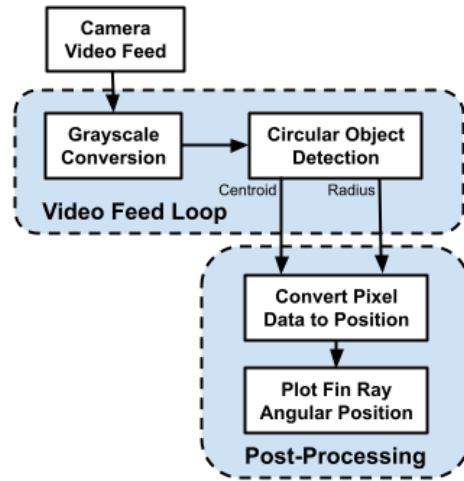 Camera
Video Feed
Grayscale
Conversion
Circular Object
Detection
Centroid
Radius
Video Feed Loop
Convert Pixel
Data to Position
Plot Fin Ray
Angular Position
Post-Processing